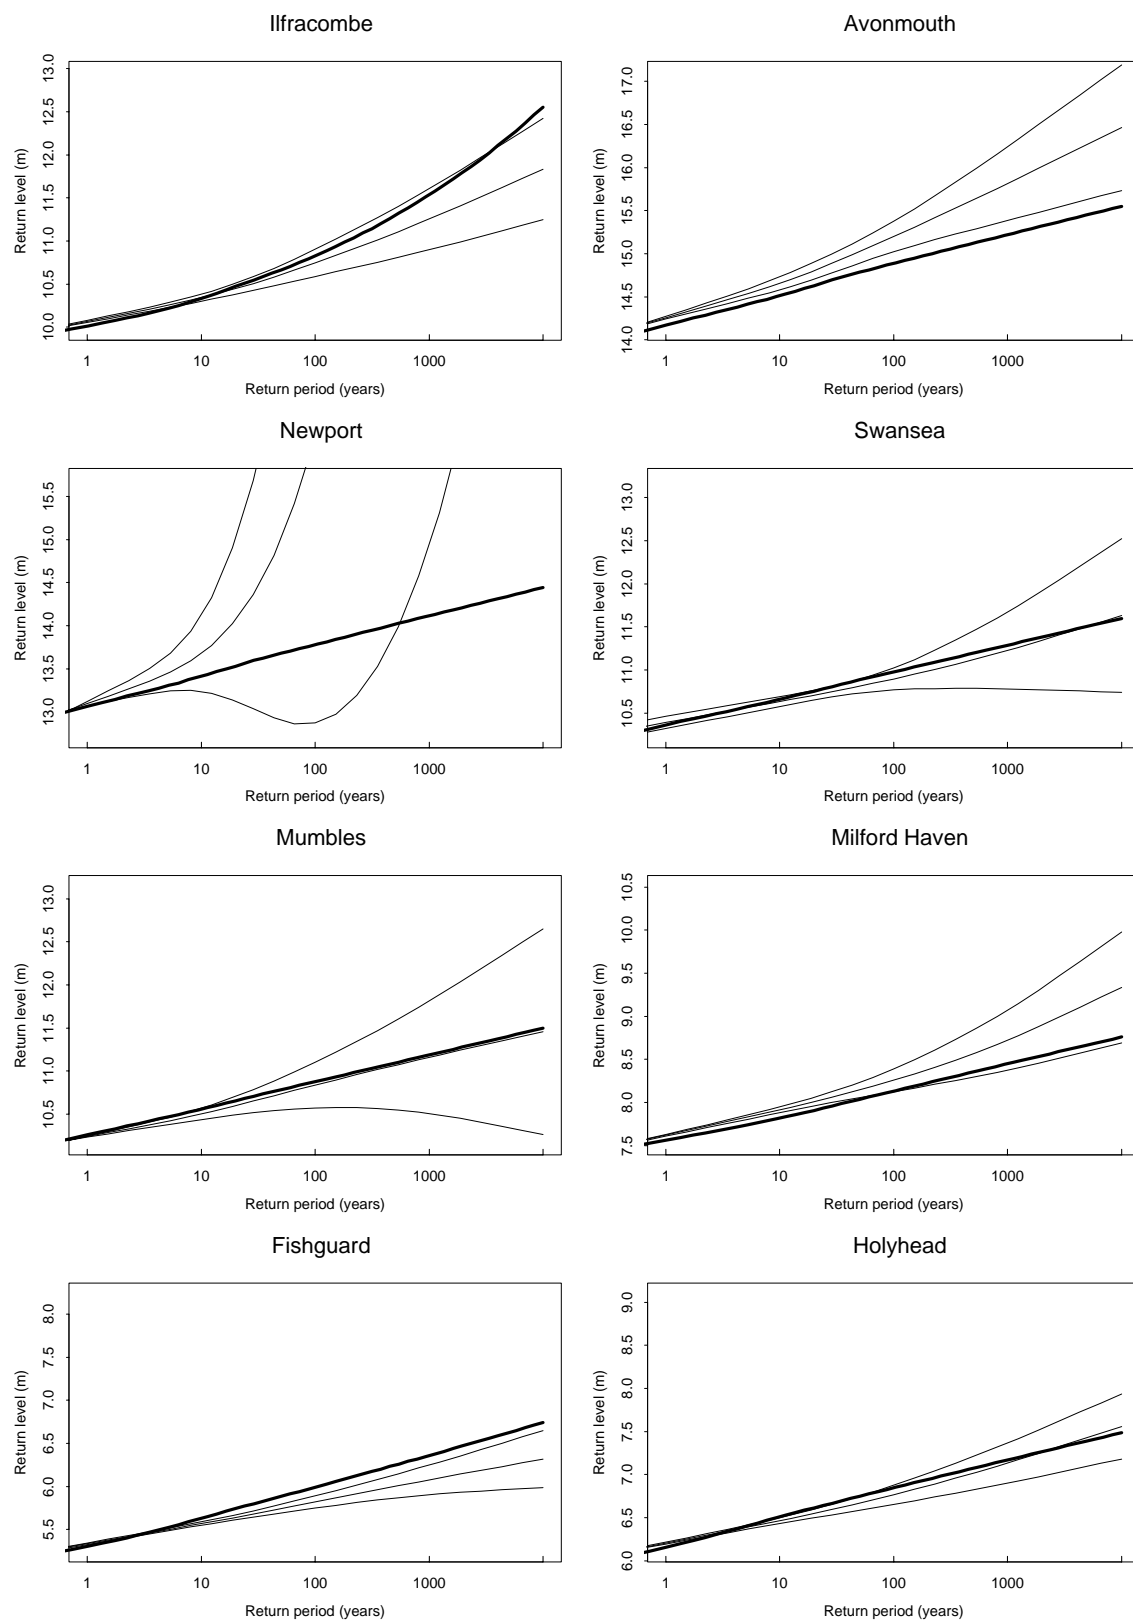 Ilfracombe
Return level (m)
10.0 10.5 11.0 11.5 12.0 12.5 13.0
1 10 100 1000
Return period (years)
Avonmouth
Return level (m)
14.0 14.5 15.0 15.5 16.0 16.5 17.0
1 10 100 1000
Return period (years)
Newport
Return level (m)
13.0 13.5 14.0 14.5 15.0 15.5
1 10 100 1000
Return period (years)
Swansea
Return level (m)
10.5 11.0 11.5 12.0 12.5 13.0
1 10 100 1000
Return period (years)
Mumbles
Return level (m)
10.5 11.0 11.5 12.0 12.5 13.0
1 10 100 1000
Return period (years)
Milford Haven
Return level (m)
7.5 8.0 8.5 9.0 9.5 10.0 10.5
1 10 100 1000
Return period (years)
Fishguard
Return level (m)
5.5 6.0 6.5 7.0 7.5 8.0
1 10 100 1000
Return period (years)
Holyhead
Return level (m)
6.0 6.5 7.0 7.5 8.0 8.5 9.0
1 10 100 1000
Return period (years)